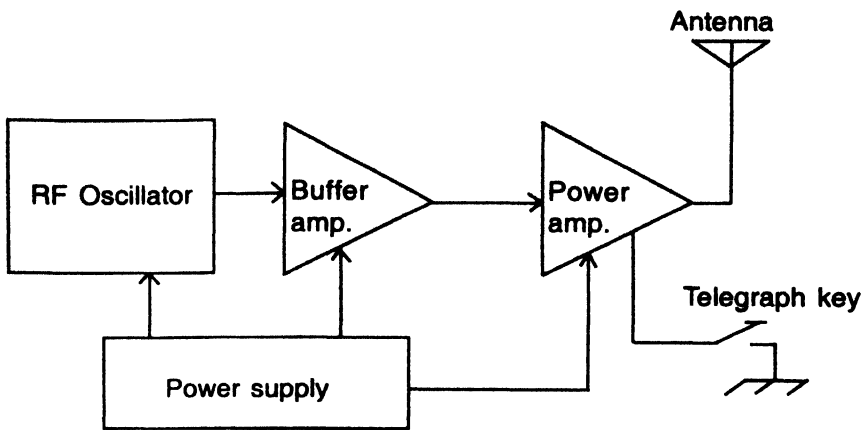 Antenna
RF Oscillator
Buffer
amp.
Power
amp.
Telegraph key
Power supply